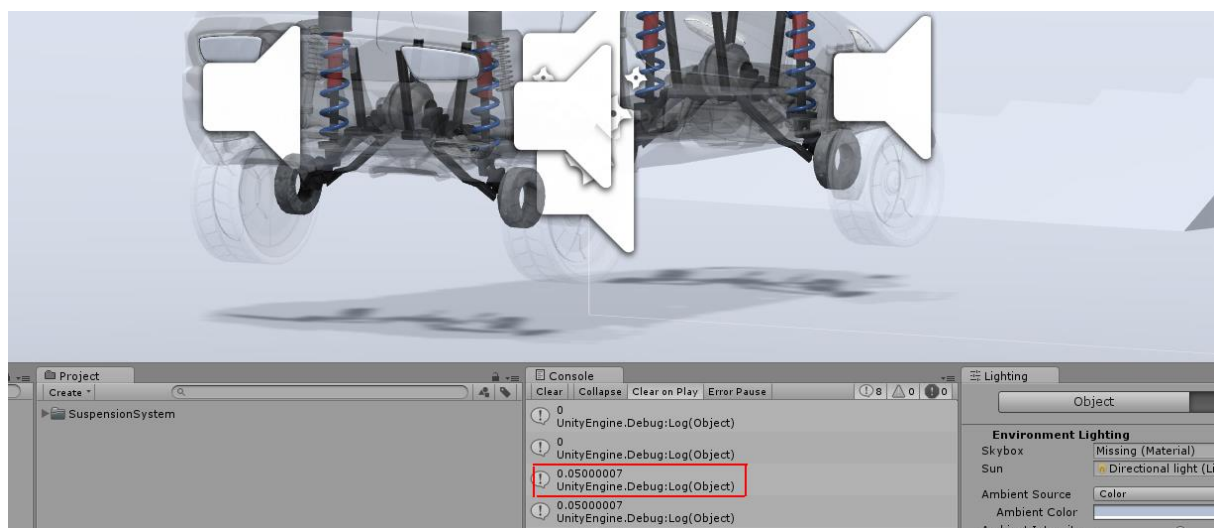 Project
Create
SuspensionSystem
Console
Clear Collapse Clear on Play Error Pause 8 0 0
0
UnityEngine.Debug:Log(Object)
0
UnityEngine.Debug:Log(Object)
0.05000007
UnityEngine.Debug:Log(Object)
0.05000007
UnityEngine.Debug:Log(Object)
Lighting
Object
Environment Lighting
Skybox Missing (Material)
Sun Directional light (Li
Ambient Source Color
Ambient Color